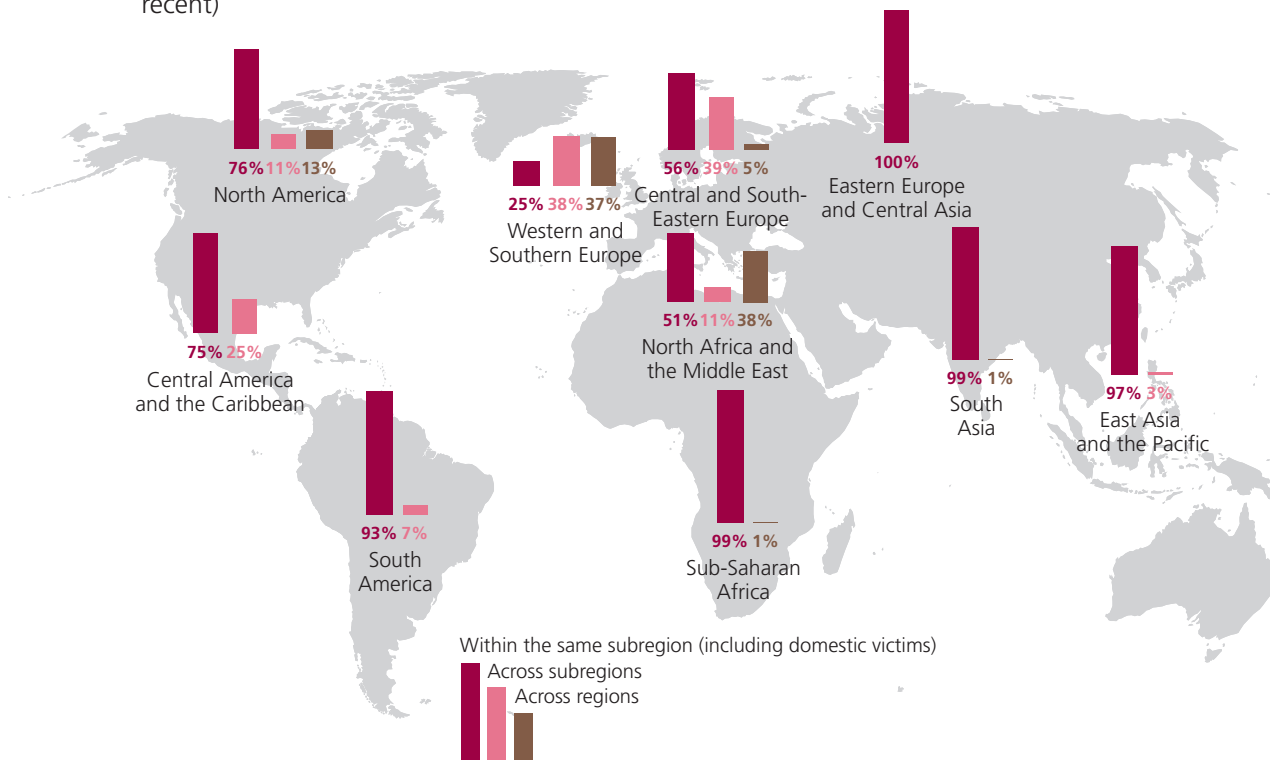 recent)
76% 11% 13%
North America
25% 38% 37%
Western and
Southern Europe
56% 39% 5%
Central and South-
Eastern Europe
100%
Eastern Europe
and Central Asia
75% 25%
Central America
and the Caribbean
51% 11% 38%
North Africa and
the Middle East
99% 1%
South
Asia
97% 3%
East Asia
and the Pacific
93% 7%
South
America
99% 1%
Sub-Saharan
Africa
Within the same subregion (including domestic victims)
Across subregions
Across regions